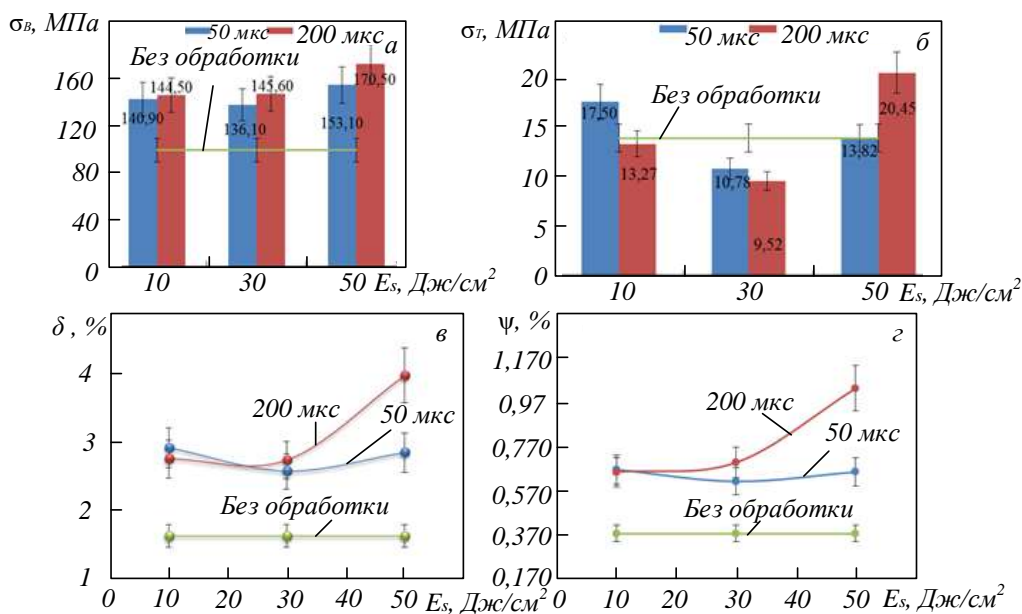 σВ, МПа
50 мкс
200 мкс
а
Без обработки
160
120
80
40
0
140,90
144,50
136,10
145,60
153,10
170,50
10
30
50
Es, Дж/см²
σТ, МПа
50 мкс
200 мкс
б
Без обработки
20
15
10
5
0
17,50
13,27
10,78
9,52
13,82
20,45
10
30
50
Es, Дж/см²
δ , %
в
4
3
2
1
200 мкс
50 мкс
Без обработки
0
10
20
30
40
50
Es, Дж/см²
ψ, %
г
1,170
0,97
0,770
0,570
0,370
0,170
200 мкс
50 мкс
Без обработки
0
10
20
30
40
50
Es, Дж/см²